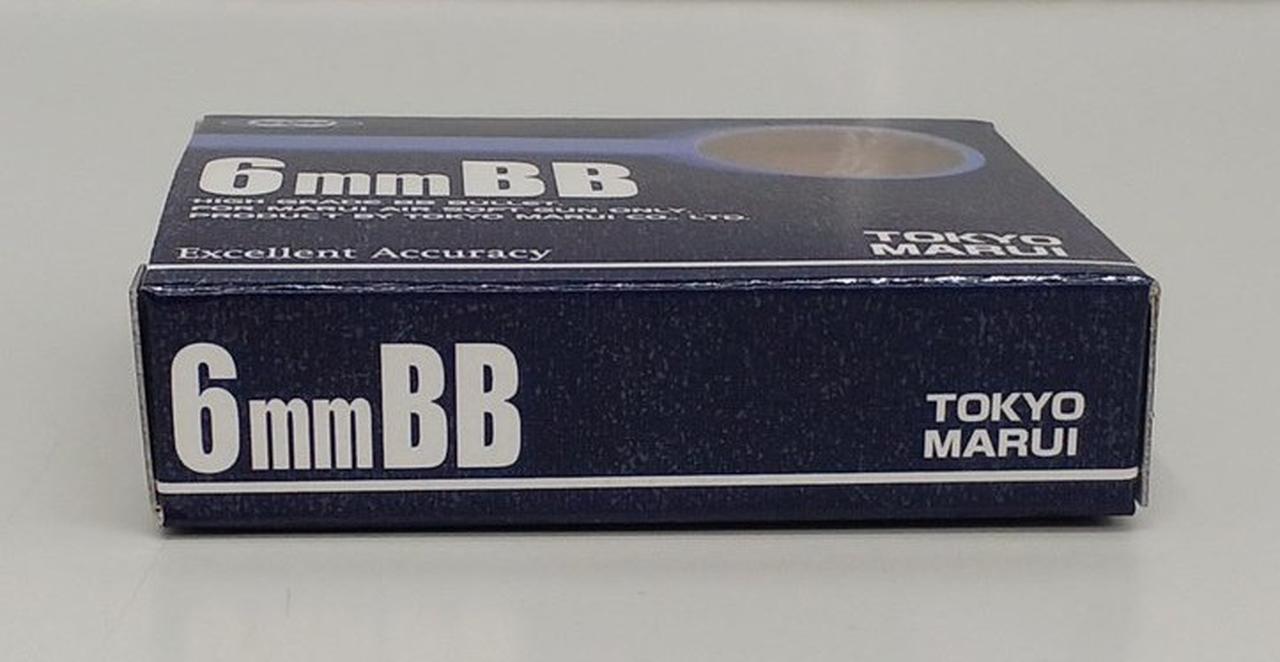 6mmBB
HIGH GRADE BB BULLET.
FOR MARUI AIR SOFT GUN ONLY.
PRODUCT BY TOKYO MARUI CO., LTD.
Excellent Accuracy
TOKYO
MARUI
6mmBB
TOKYO
MARUI